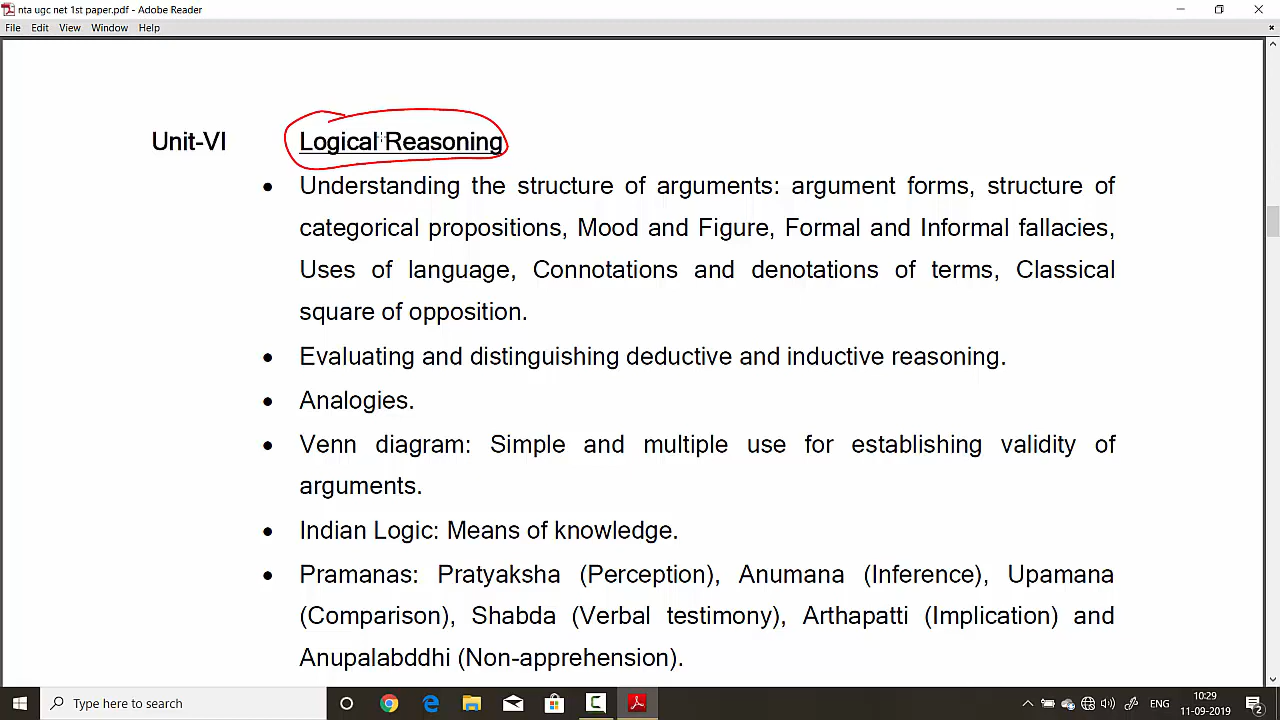 nta ugc net 1st paper.pdf - Adobe Reader
File Edit View Window Help
Unit-VI Logical Reasoning
• Understanding the structure of arguments: argument forms, structure of
categorical propositions, Mood and Figure, Formal and Informal fallacies,
Uses of language, Connotations and denotations of terms, Classical
square of opposition.
• Evaluating and distinguishing deductive and inductive reasoning.
• Analogies.
• Venn diagram: Simple and multiple use for establishing validity of
arguments.
• Indian Logic: Means of knowledge.
• Pramanas: Pratyaksha (Perception), Anumana (Inference), Upamana
(Comparison), Shabda (Verbal testimony), Arthapatti (Implication) and
Anupalabddhi (Non-apprehension).
Type here to search
ENG
10:29
11-09-2019
2